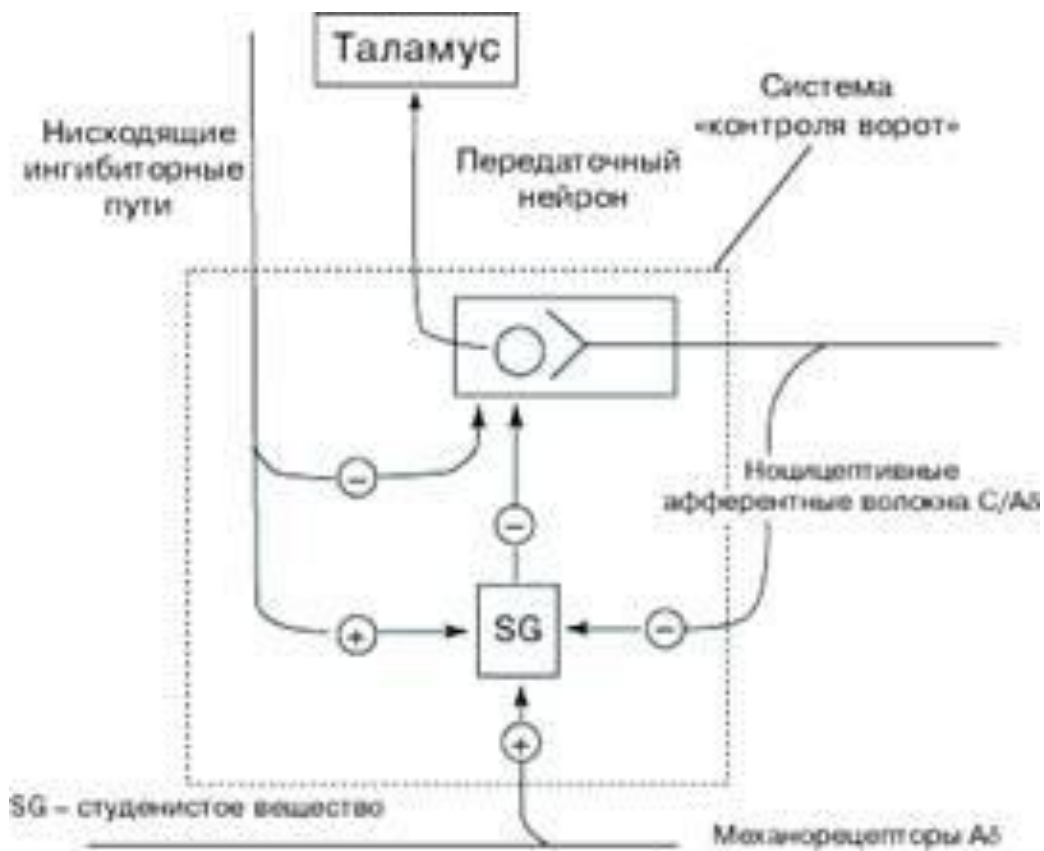 Таламус
Система
«контроля ворот»
Нисходящие
ингибиторные
пути
Передаточный
нейрон
−
−
Ноцицептивные
афферентные волокна C/Aδ
+
SG
−
+
SG – студенистое вещество
Механорецепторы Aδ